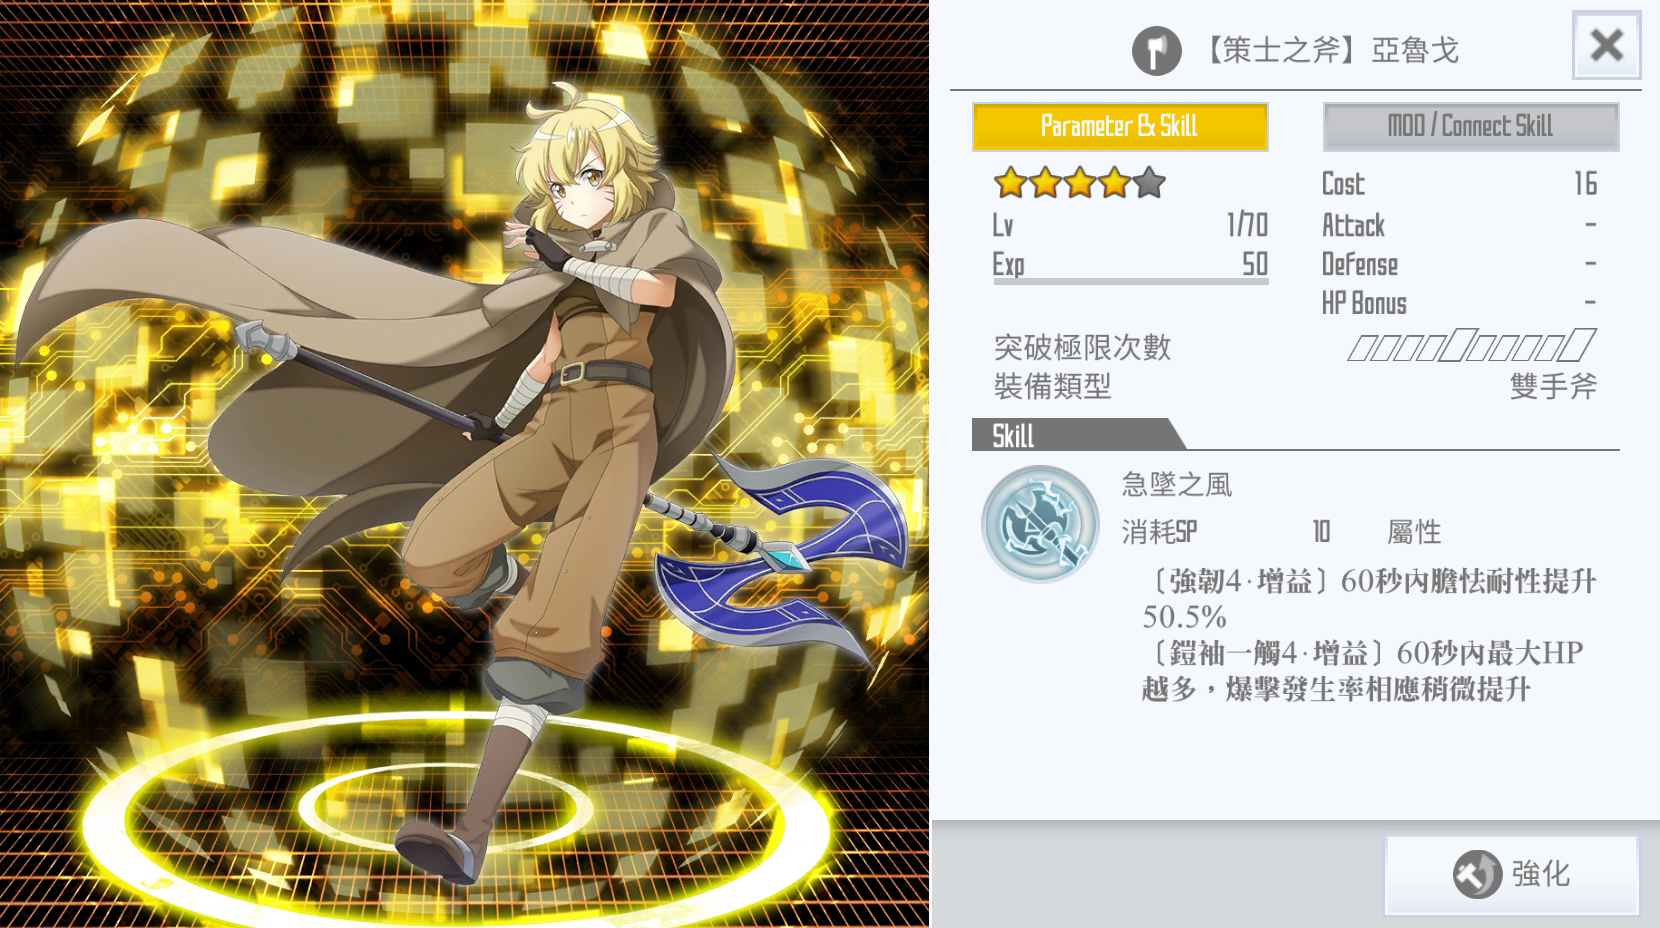 【策士之斧】亞魯戈
Parameter & Skill
MOD / Connect Skill
Lv 1/70
Exp 50
Cost 16
Attack -
Defense -
HP Bonus -
突破極限次數
裝備類型 雙手斧
Skill
急墜之風
消耗SP 10 屬性
〔強韌4·增益〕60秒內膽怯耐性提升
50.5%
〔鎧袖一觸4·增益〕60秒內最大HP
越多，爆擊發生率相應稍微提升
強化